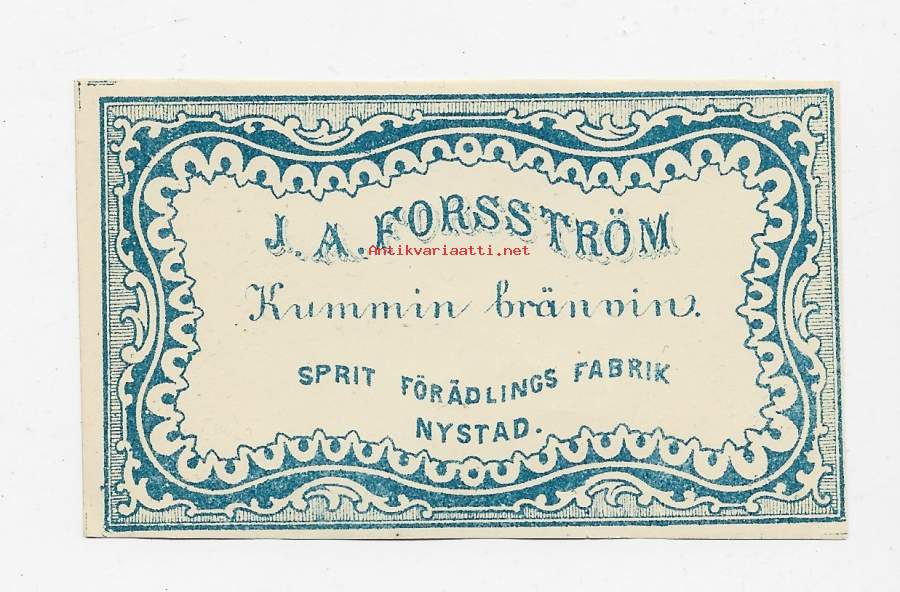 J. A. FORSSTRÖM
Antikvariaatti.net
Kummin bränvin.
SPRIT FÖRÄDLINGS FABRIK
NYSTAD.